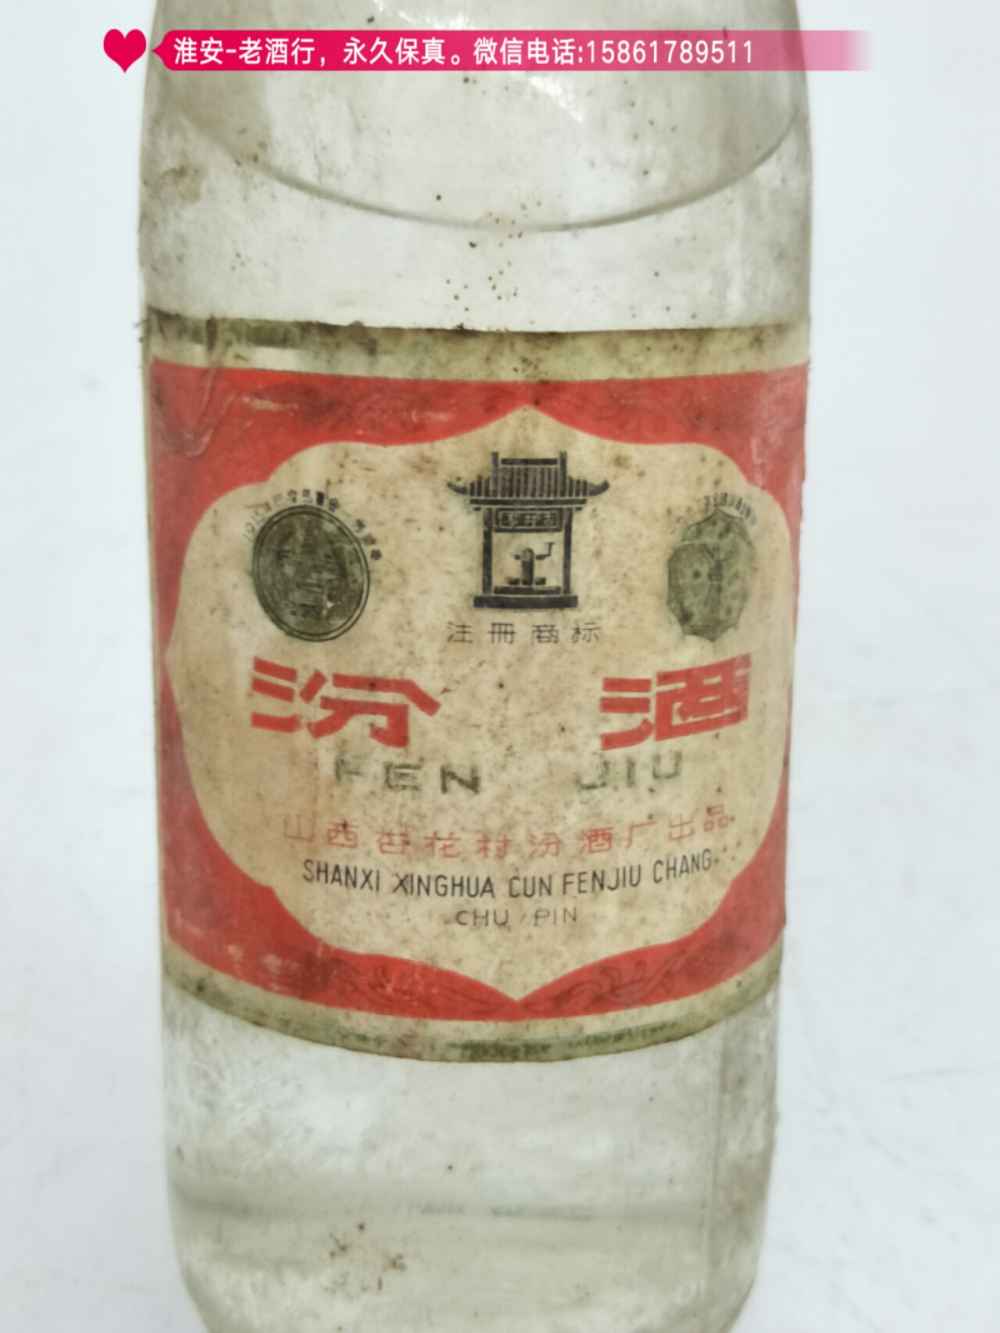 淮安-老酒行，永久保真。微信电话:15861789511
注册商标
汾酒
FEN JIU
山西杏花村汾酒厂出品
SHANXI XINGHUA CUN FENJIU CHANG
CHU PIN